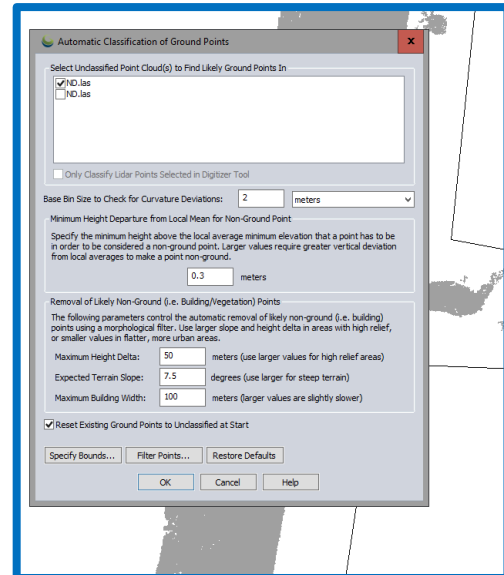 Automatic Classification of Ground Points
x
Select Unclassified Point Cloud(s) to Find Likely Ground Points In
ND.las
ND.las
Only Classify Lidar Points Selected in Digitizer Tool
Base Bin Size to Check for Curvature Deviations: 2 meters
Minimum Height Departure from Local Mean for Non-Ground Point
Specify the minimum height above the local average minimum elevation that a point has to be
in order to be considered a non-ground point. Larger values require greater vertical deviation
from local averages to make a point non-ground.
0.3 meters
Removal of Likely Non-Ground (i.e. Building/Vegetation) Points
The following parameters control the automatic removal of likely non-ground (i.e. building)
points using a morphological filter. Use larger slope and height delta in areas with high relief,
or smaller values in flatter, more urban areas.
Maximum Height Delta: 50 meters (use larger values for high relief areas)
Expected Terrain Slope: 7.5 degrees (use larger for steep terrain)
Maximum Building Width: 100 meters (larger values are slightly slower)
Reset Existing Ground Points to Unclassified at Start
Specify Bounds... Filter Points... Restore Defaults
OK Cancel Help